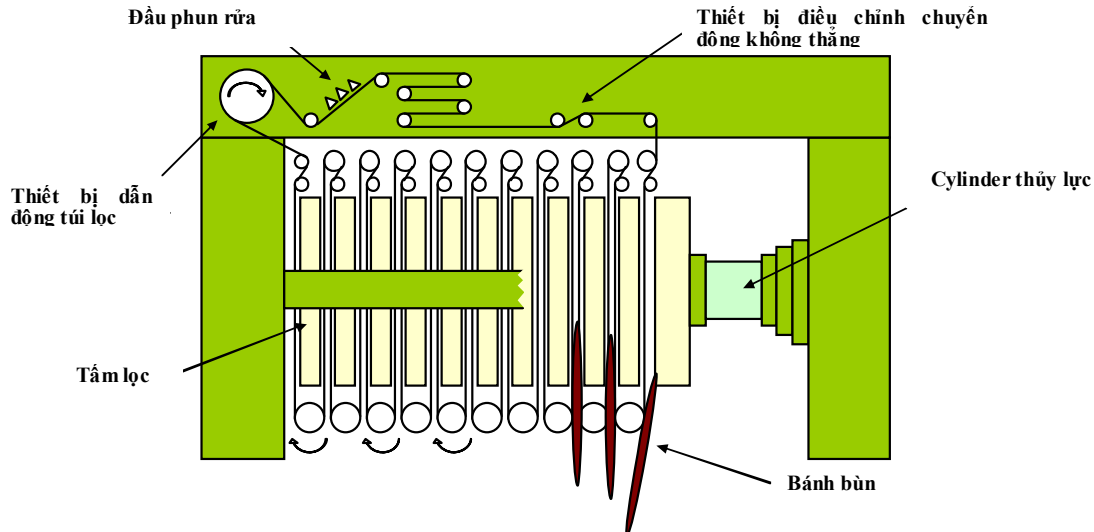 Đầu phun rửa
Thiết bị điều chỉnh chuyển
đông không thẳng
Thiết bị dẫn
động túi lọc
Cylinder thủy lực
Tấm lọc
Bánh bùn